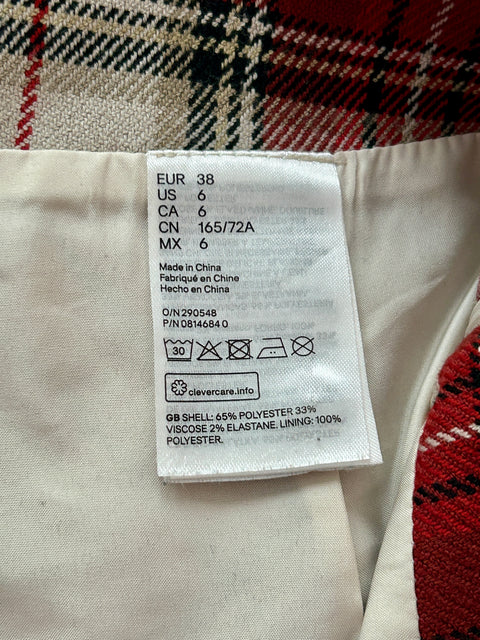 EUR 38
US 6
CA 6
CN 165/72A
MX 6
Made in China
Fabriqué en Chine
Hecho en China
O/N 290548
P/N 0814684 0
30
clevercare.info
GB SHELL: 65% POLYESTER 33%
VISCOSE 2% ELASTANE. LINING: 100%
POLYESTER.